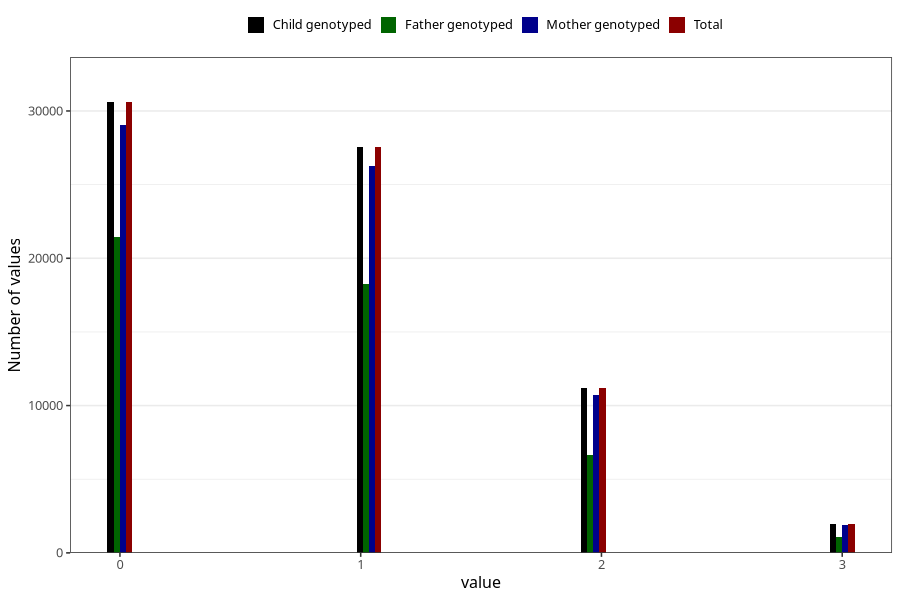 Child genotyped Father genotyped Mother genotyped Total
Number of values
30000
20000
10000
0
0 1 2 3
value